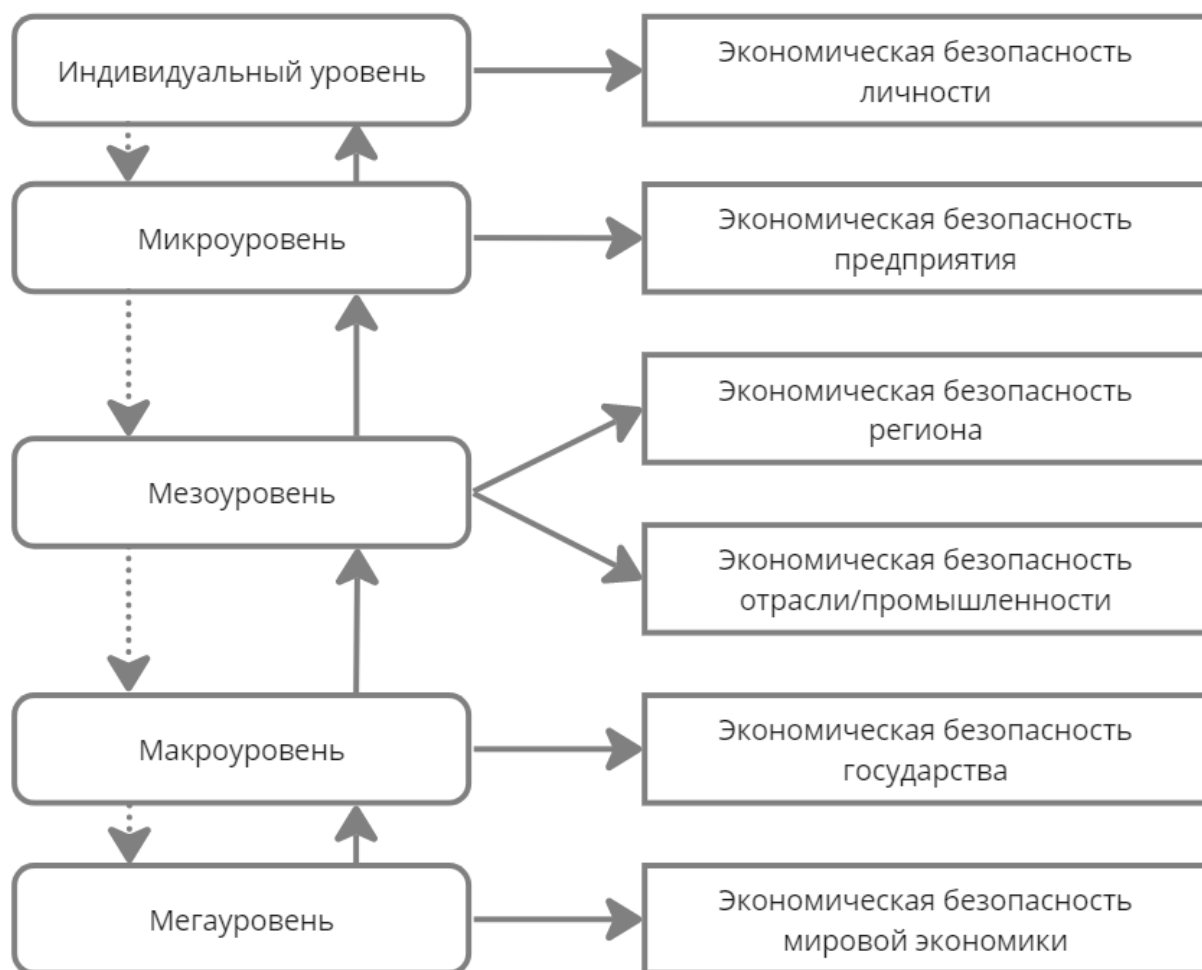 Индивидуальный уровень
Экономическая безопасность
личности
Микроуровень
Экономическая безопасность
предприятия
Мезоуровень
Экономическая безопасность
региона
Экономическая безопасность
отрасли/промышленности
Макроуровень
Экономическая безопасность
государства
Мегауровень
Экономическая безопасность
мировой экономики